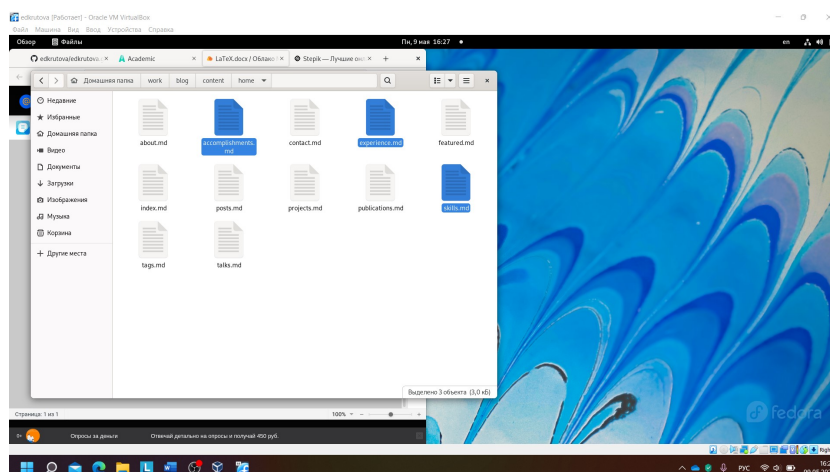 edkrutova [Работает] - Oracle VM VirtualBox
Файл Машина Вид Ввод Устройства Справка
Обзор Файлы Пн, 9 мая 16:27 en
edkrutova/edkrutova. Academic LaTeX.docx / Облако Stepik — Лучшие он
Домашняя папка work blog content home
Недавние
Избранные
Домашняя папка
Видео
Документы
Загрузки
Изображения
Музыка
Корзина
+ Другие места
about.md accomplishments.md contact.md experience.md featured.md
index.md posts.md projects.md publications.md skills.md
tags.md talks.md
Выделено 3 объекта (3,0 кБ)
Страница: 1 из 1 100%
Опросы за деньги Отвечай детально на опросы и получай 450 руб.
fedora
РУС